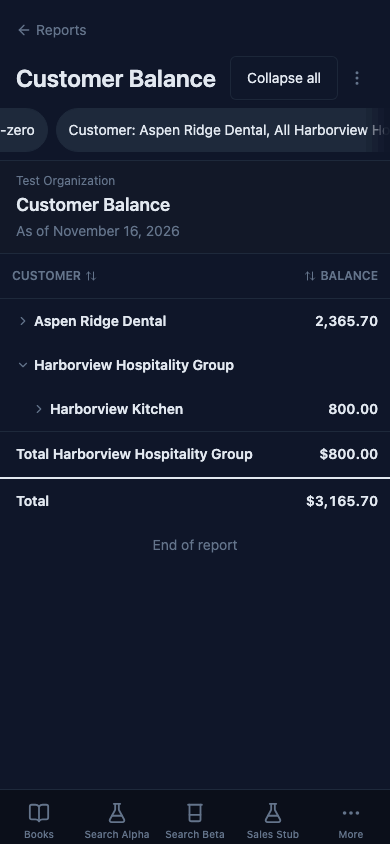 Reports
Customer Balance
Collapse all
-zero
Customer: Aspen Ridge Dental, All Harborview
Test Organization
Customer Balance
As of November 16, 2026
CUSTOMER BALANCE
Aspen Ridge Dental 2,365.70
Harborview Hospitality Group
Harborview Kitchen 800.00
Total Harborview Hospitality Group $800.00
Total $3,165.70
End of report
Books Search Alpha Search Beta Sales Stub More